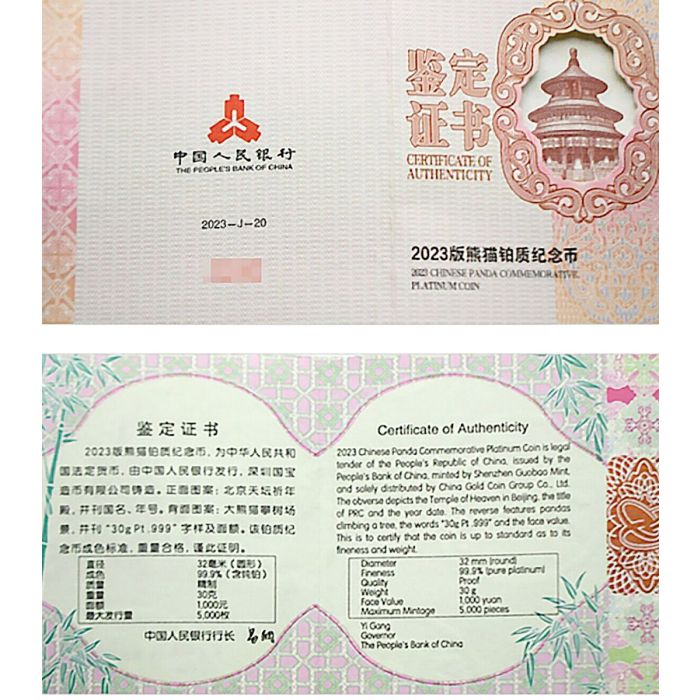 鉴定
证书
CERTIFICATE OF
AUTHENTICITY
中国人民银行
THE PEOPLE'S BANK OF CHINA
2023-J-20
2023版熊猫铂质纪念币
2023 CHINESE PANDA COMMEMORATIVE
PLATINUM COIN
鉴定证书
2023版熊猫铂质纪念币,为中华人民共和
国法定货币,由中国人民银行发行,深圳国宝
造币有限公司铸造。正面图案:北京天坛祈年
殿,并刊国名、年号。背面图案:大熊猫攀树场
景,并刊“30g Pt .999”字样及面额。该铂质纪
念币成色标准,重量合格,谨此证明。
直径 32毫米(圆形)
成色 99.9%(含纯铂)
质量 精制
重量 30克
面额 1,000元
最大发行量 5,000枚
中国人民银行行长 易纲
Certificate of Authenticity
2023 Chinese Panda Commemorative Platinum Coin is legal
tender of the People's Republic of China, issued by the
People's Bank of China, minted by Shenzhen Guobao Mint,
and solely distributed by China Gold Coin Group Co., Ltd.
The obverse depicts the Temple of Heaven in Beijing, the title
of PRC and the year date. The reverse features pandas
climbing a tree, the words "30g Pt .999" and the face value.
This is to certify that the coin is up to standard as to its
fineness and weight.
Diameter 32 mm (round)
Fineness 99.9% (pure platinum)
Quality Proof
Weight 30 g
Face Value 1,000 yuan
Maximum Mintage 5,000 pieces
Yi Gang
Governor
The People's Bank of China